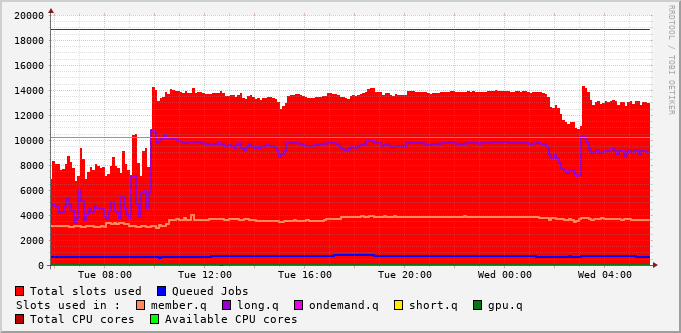 RRDTOOL / TOBI OETIKER
20000
18000
16000
14000
12000
10000
8000
6000
4000
2000
0
Tue 08:00 Tue 12:00 Tue 16:00 Tue 20:00 Wed 00:00 Wed 04:00
Total slots used Queued Jobs
Slots used in : member.q long.q ondemand.q short.q gpu.q
Total CPU cores Available CPU cores